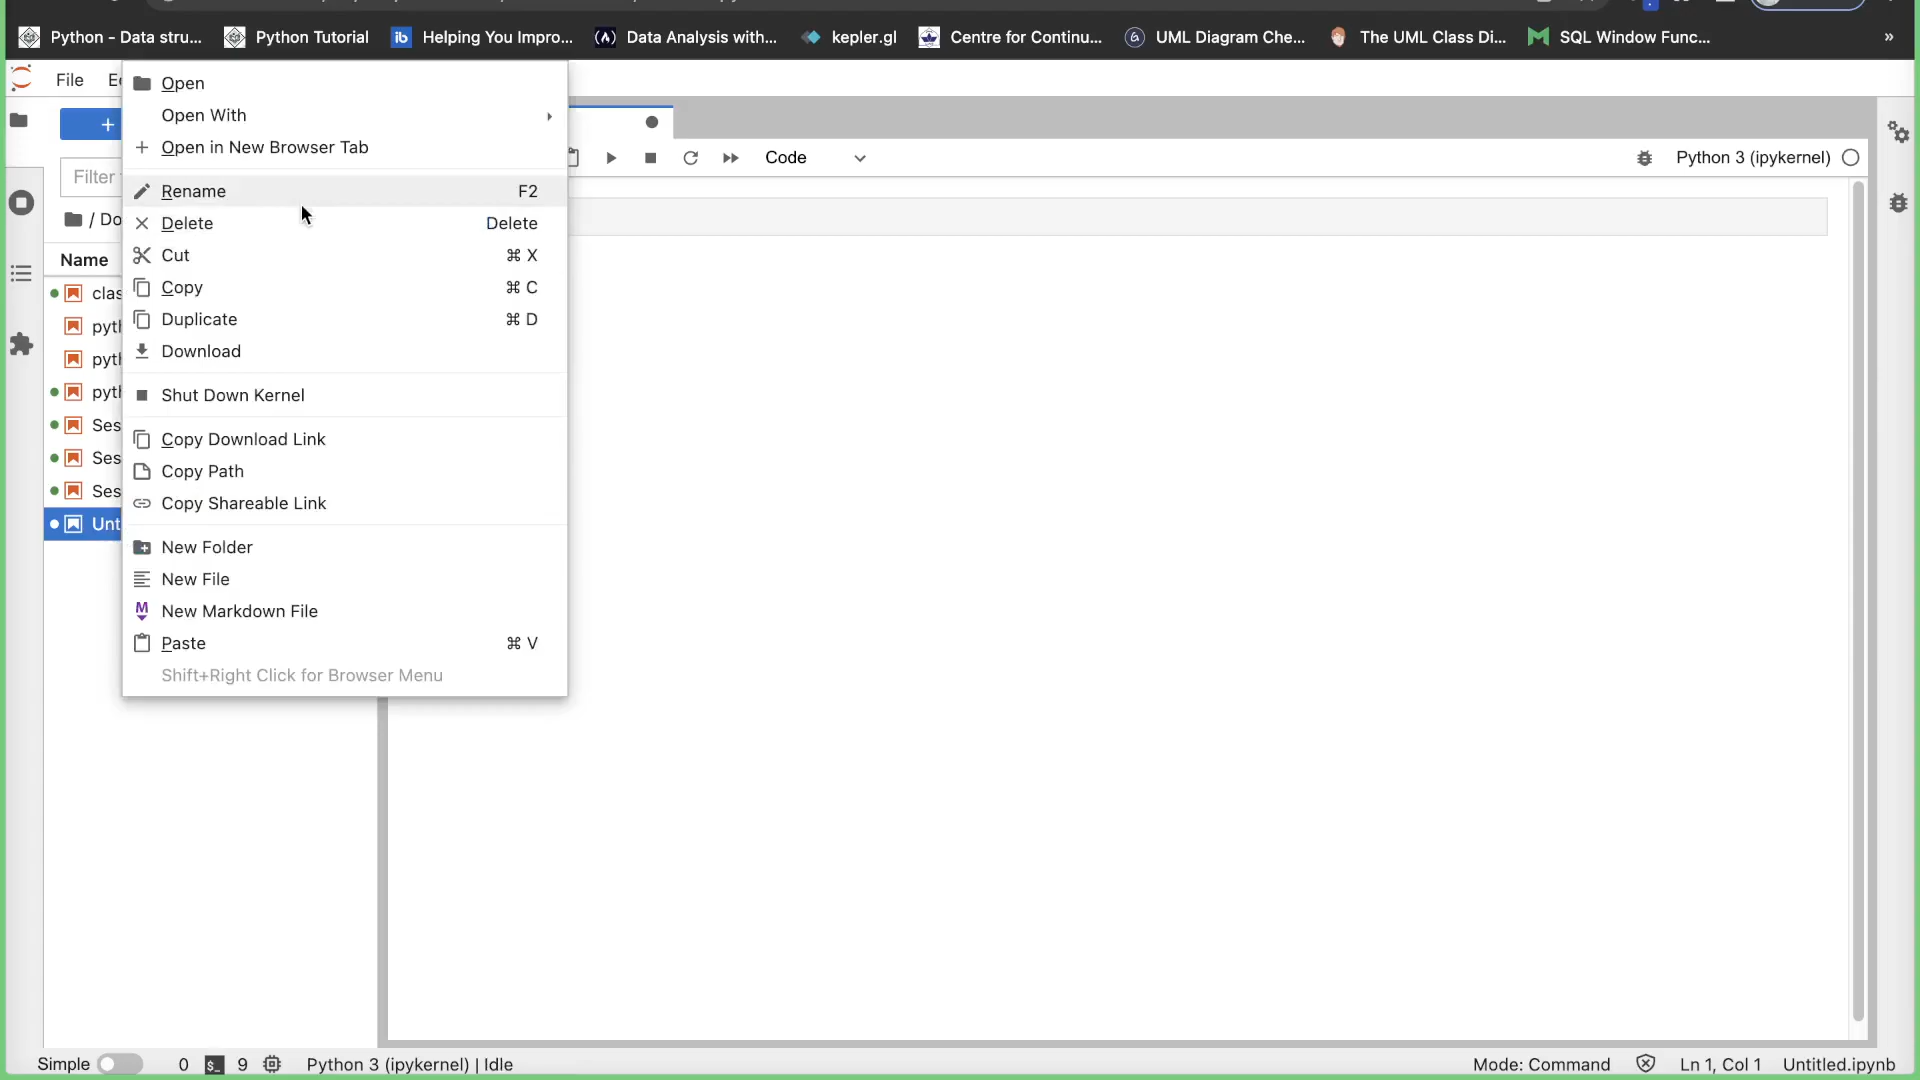 Python - Data stru...
Python Tutorial
ib
Helping You Impro...
Data Analysis with...
kepler.gl
Centre for Continu...
UML Diagram Che...
The UML Class Di...
SQL Window Func...
»
File
+
Filter
/ Do
Name
clas
pyth
pyth
pyth
Ses
Ses
Ses
Unt
Open
Open With
Open in New Browser Tab
Rename F2
Delete Delete
Cut ⌘ X
Copy ⌘ C
Duplicate ⌘ D
Download
Shut Down Kernel
Copy Download Link
Copy Path
Copy Shareable Link
New Folder
New File
New Markdown File
Paste ⌘ V
Shift+Right Click for Browser Menu
Code
Python 3 (ipykernel)
Simple
0
9
Python 3 (ipykernel) | Idle
Mode: Command
Ln 1, Col 1
Untitled.ipynb